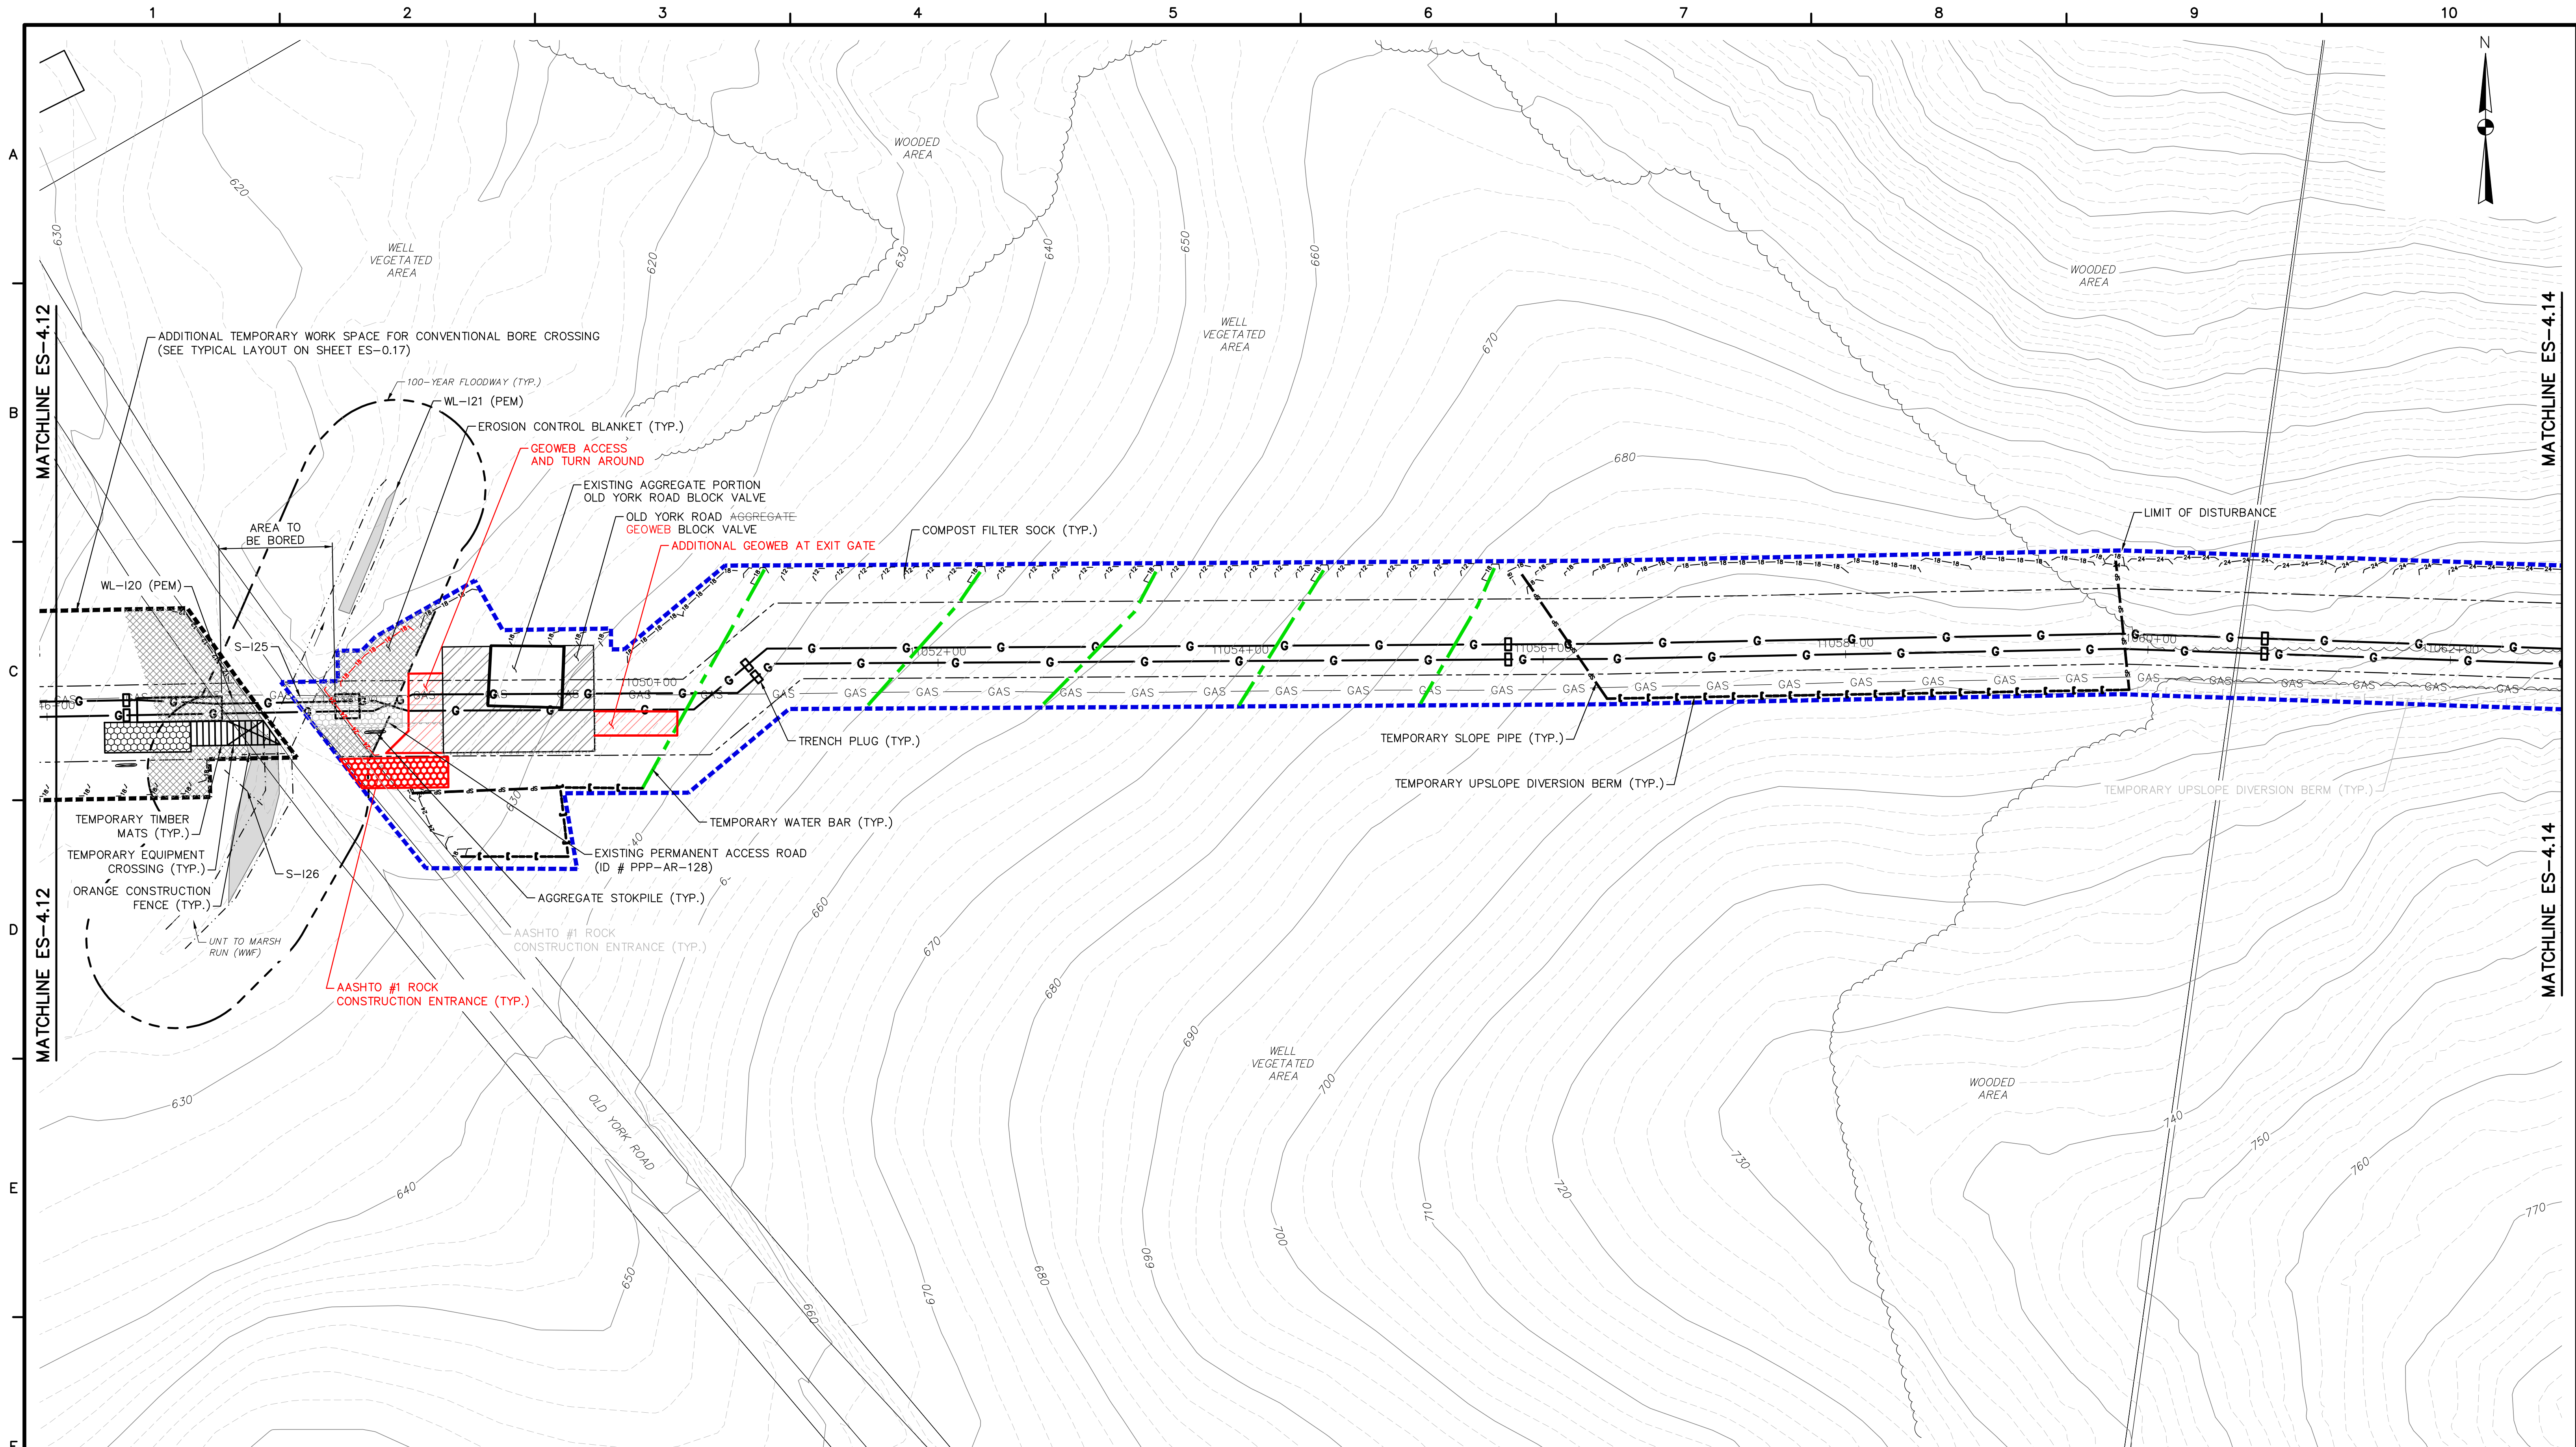 1 2 3 4 5 6 7 8 9 10
A
B
C
D
E
F
N
MATCHLINE ES-4.12
MATCHLINE ES-4.12
MATCHLINE ES-4.14
MATCHLINE ES-4.14
WOODED
AREA
WELL
VEGETATED
AREA
WELL
VEGETATED
AREA
WOODED
AREA
620
630
620
630
640
650
660
670
680
ADDITIONAL TEMPORARY WORK SPACE FOR CONVENTIONAL BORE CROSSING
(SEE TYPICAL LAYOUT ON SHEET ES-0.17)
100-YEAR FLOODWAY (TYP.)
WL-I21 (PEM)
EROSION CONTROL BLANKET (TYP.)
GEOWEB ACCESS
AND TURN AROUND
EXISTING AGGREGATE PORTION
OLD YORK ROAD BLOCK VALVE
OLD YORK ROAD AGGREGATE
GEOWEB BLOCK VALVE
ADDITIONAL GEOWEB AT EXIT GATE
COMPOST FILTER SOCK (TYP.)
LIMIT OF DISTURBANCE
AREA TO
BE BORED
WL-I20 (PEM)
S-I25
46+00
11050+00
11052+00
11054+00
11056+00
11058+00
11060+00
11062+00
GAS GAS GAS GAS GAS GAS GAS GAS
TRENCH PLUG (TYP.)
TEMPORARY SLOPE PIPE (TYP.)
TEMPORARY UPSLOPE DIVERSION BERM (TYP.)
TEMPORARY UPSLOPE DIVERSION BERM (TYP.)
TEMPORARY WATER BAR (TYP.)
EXISTING PERMANENT ACCESS ROAD
(ID # PPP-AR-128)
AGGREGATE STOKPILE (TYP.)
AASHTO #1 ROCK
CONSTRUCTION ENTRANCE (TYP.)
AASHTO #1 ROCK
CONSTRUCTION ENTRANCE (TYP.)
TEMPORARY TIMBER
MATS (TYP.)
TEMPORARY EQUIPMENT
CROSSING (TYP.)
ORANGE CONSTRUCTION
FENCE (TYP.)
S-I26
UNT TO MARSH
RUN (WWF)
OLD YORK ROAD
WELL
VEGETATED
AREA
WOODED
AREA
630
640
650
660
630
660
670
680
690
700
670
680
690
700
710
720
730
740
750
760
770